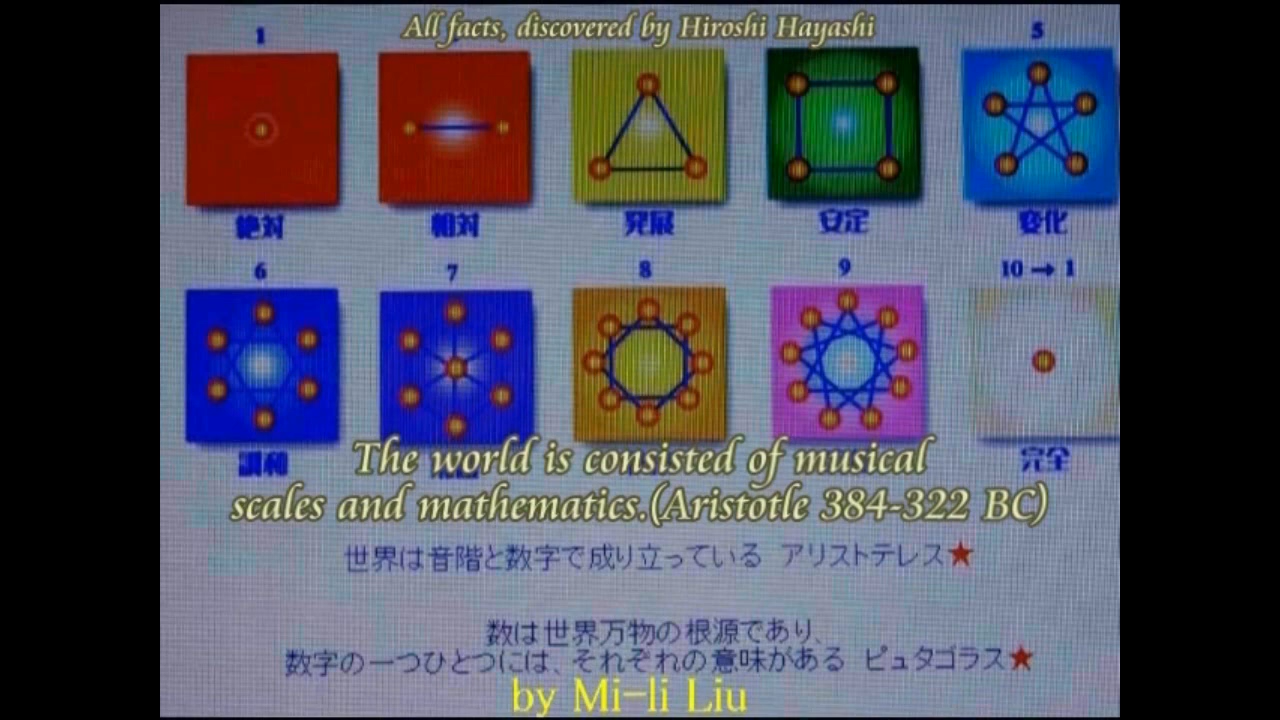 All facts, discovered by Hiroshi Hayashi
1 5
絶対 相対 発展 安定 変化
6 7 8 9 10 → 1
調和 完全
The world is consisted of musical
scales and mathematics.(Aristotle 384-322 BC)
世界は音階と数字で成り立っている アリストテレス★
数は世界万物の根源であり、
数字の一つひとつには、それぞれの意味がある ピュタゴラス★
by Mi-li Liu